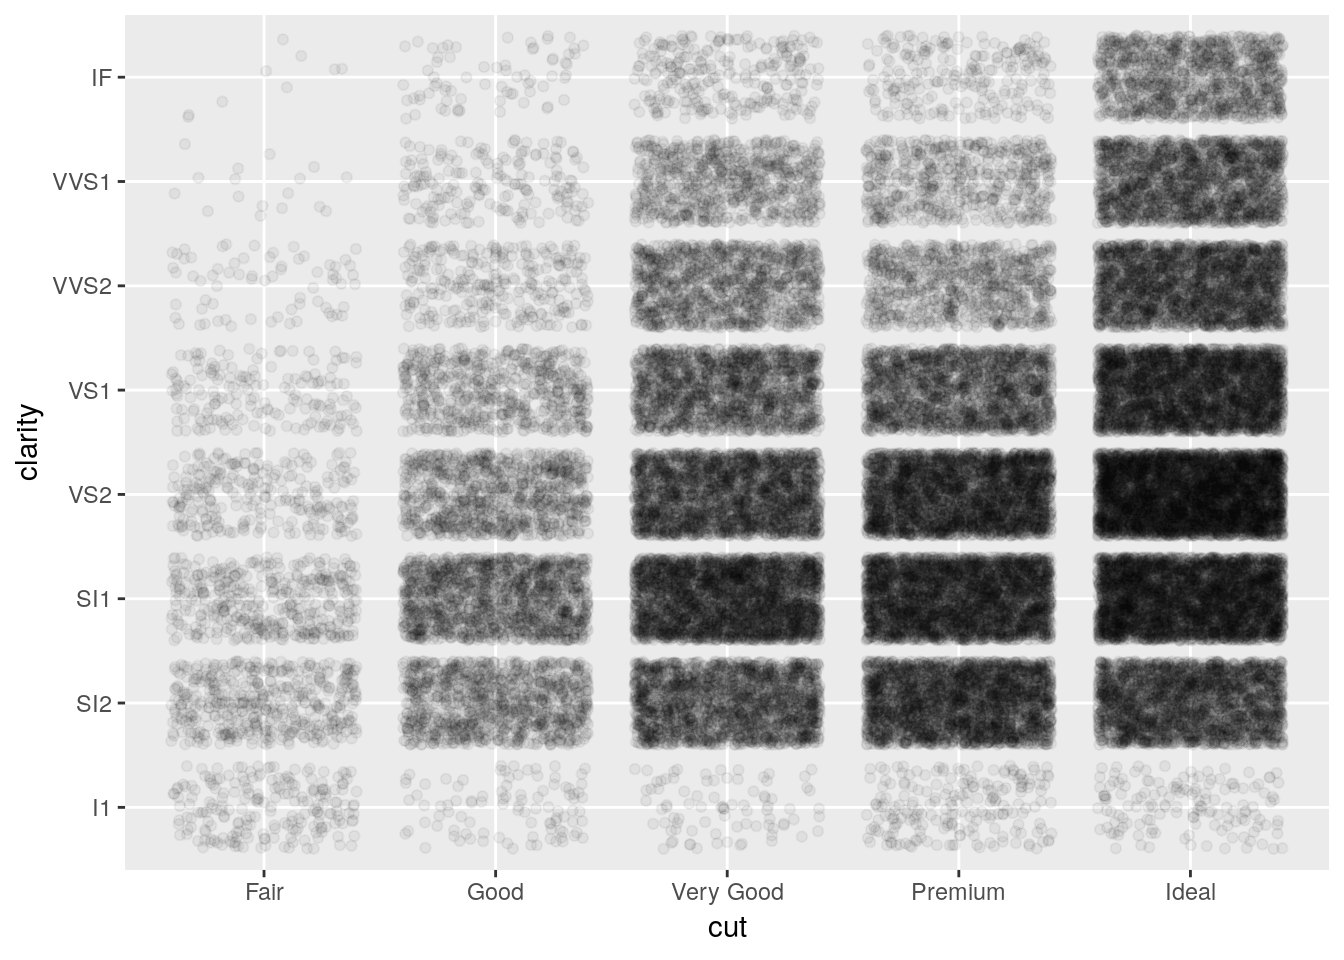 clarity
IF
VVS1
VVS2
VS1
VS2
SI1
SI2
I1
Fair Good Very Good Premium Ideal
cut